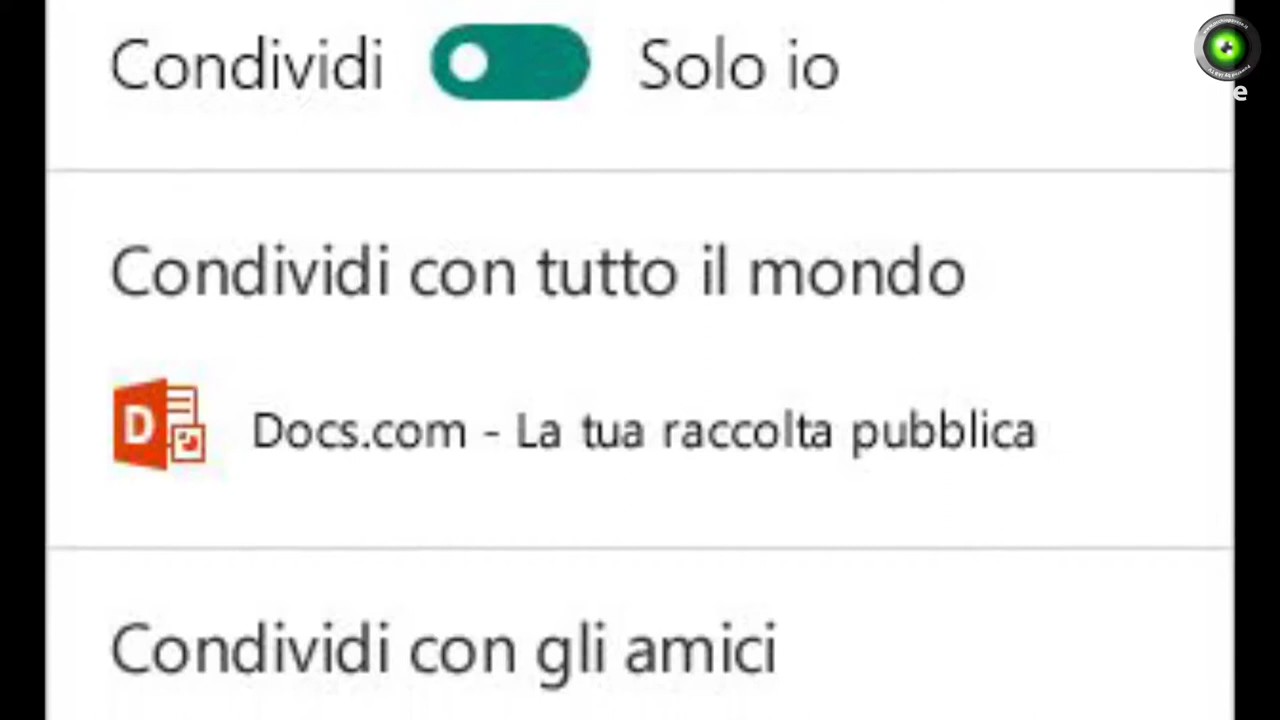 Condividi Solo io
e
Condividi con tutto il mondo
D Docs.com - La tua raccolta pubblica
Condividi con gli amici